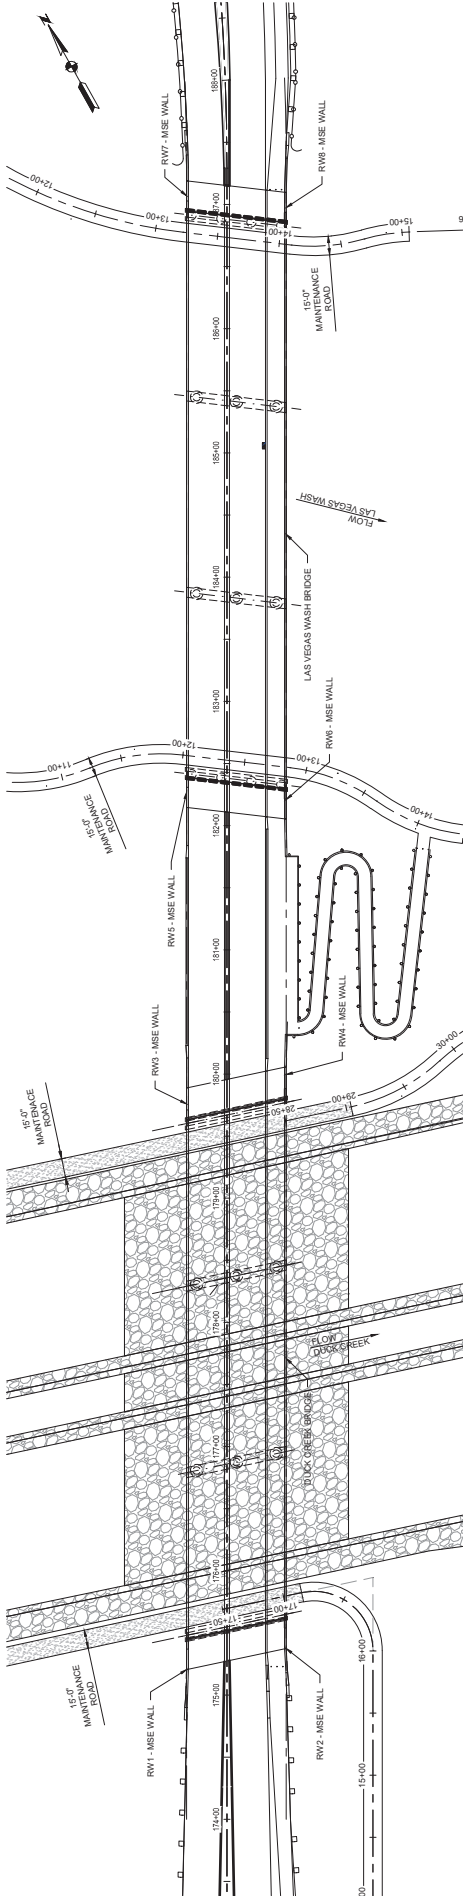 N
188+00
RW7 - MSE WALL
RW8 - MSE WALL
12+00
13+00
187+00
14+00
15+00
15'-0"
MAINTENANCE
ROAD
186+00
185+00
FLOW
LAS VEGAS WASH
184+00
LAS VEGAS WASH BRIDGE
183+00
RW6 - MSE WALL
11+00
12+00
13+00
14+00
15'-0"
MAINTENANCE
ROAD
182+00
RW5 - MSE WALL
181+00
RW3 - MSE WALL
RW4 - MSE WALL
180+00
30+00
29+00
28+50
15'-0"
MAINTENACE
ROAD
179+00
178+00
FLOW
DUCK CREEK
DUCK CREEK BRIDGE
177+00
176+00
17+50
17+00
16+00
15'-0"
MAINTENANCE
ROAD
175+00
RW1 - MSE WALL
RW2 - MSE WALL
15+00
174+00
00